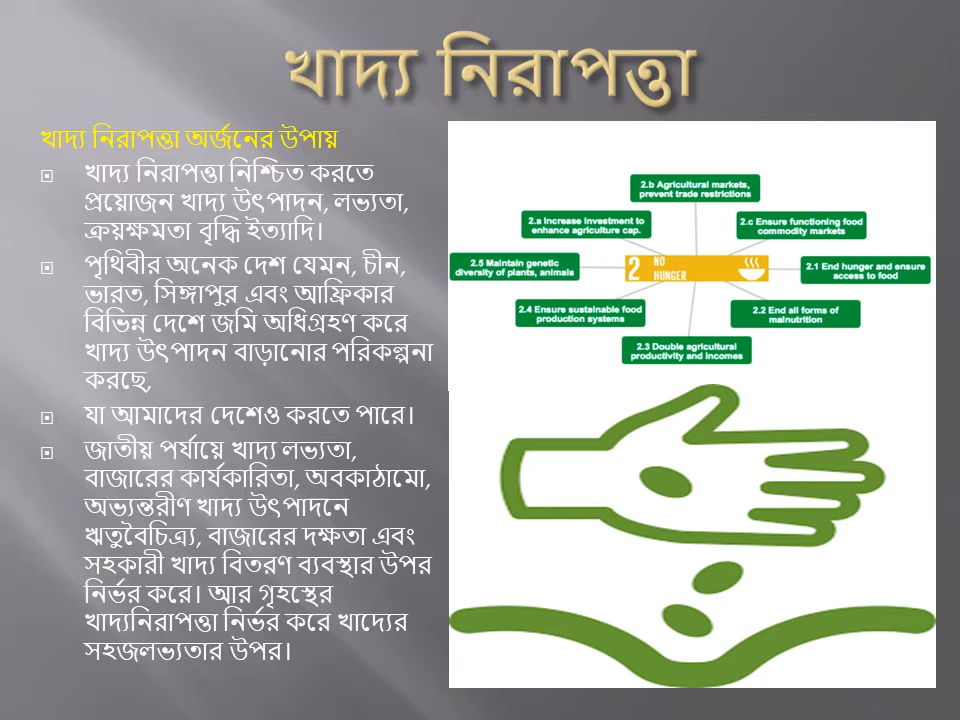 খাদ্য নিরাপত্তা
খাদ্য নিরাপত্তা অর্জনের উপায়
খাদ্য নিরাপত্তা নিশ্চিত করতে
প্রয়োজন খাদ্য উৎপাদন, লভ্যতা,
ক্রয়ক্ষমতা বৃদ্ধি ইত্যাদি।
পৃথিবীর অনেক দেশ যেমন, চীন,
ভারত, সিঙ্গাপুর এবং আফ্রিকার
বিভিন্ন দেশে জমি অধিগ্রহণ করে
খাদ্য উৎপাদন বাড়ানোর পরিকল্পনা
করছে,
যা আমাদের দেশেও করতে পারে।
জাতীয় পর্যায়ে খাদ্য লভ্যতা,
বাজারের কার্যকারিতা, অবকাঠামো,
অভ্যন্তরীণ খাদ্য উৎপাদনে
ঋতুবৈচিত্র্য, বাজারের দক্ষতা এবং
সহকারী খাদ্য বিতরণ ব্যবস্থার উপর
নির্ভর করে। আর গৃহস্থের
খাদ্যনিরাপত্তা নির্ভর করে খাদ্যের
সহজলভ্যতার উপর।
2.b Agricultural markets,
prevent trade restrictions
2.a Increase investment to
enhance agriculture cap.
2.c Ensure functioning food
commodity markets
2.5 Maintain genetic
diversity of plants, animals
2 NO
HUNGER
2.1 End hunger and ensure
access to food
2.4 Ensure sustainable food
production systems
2.2 End all forms of
malnutrition
2.3 Double agricultural
productivity and incomes